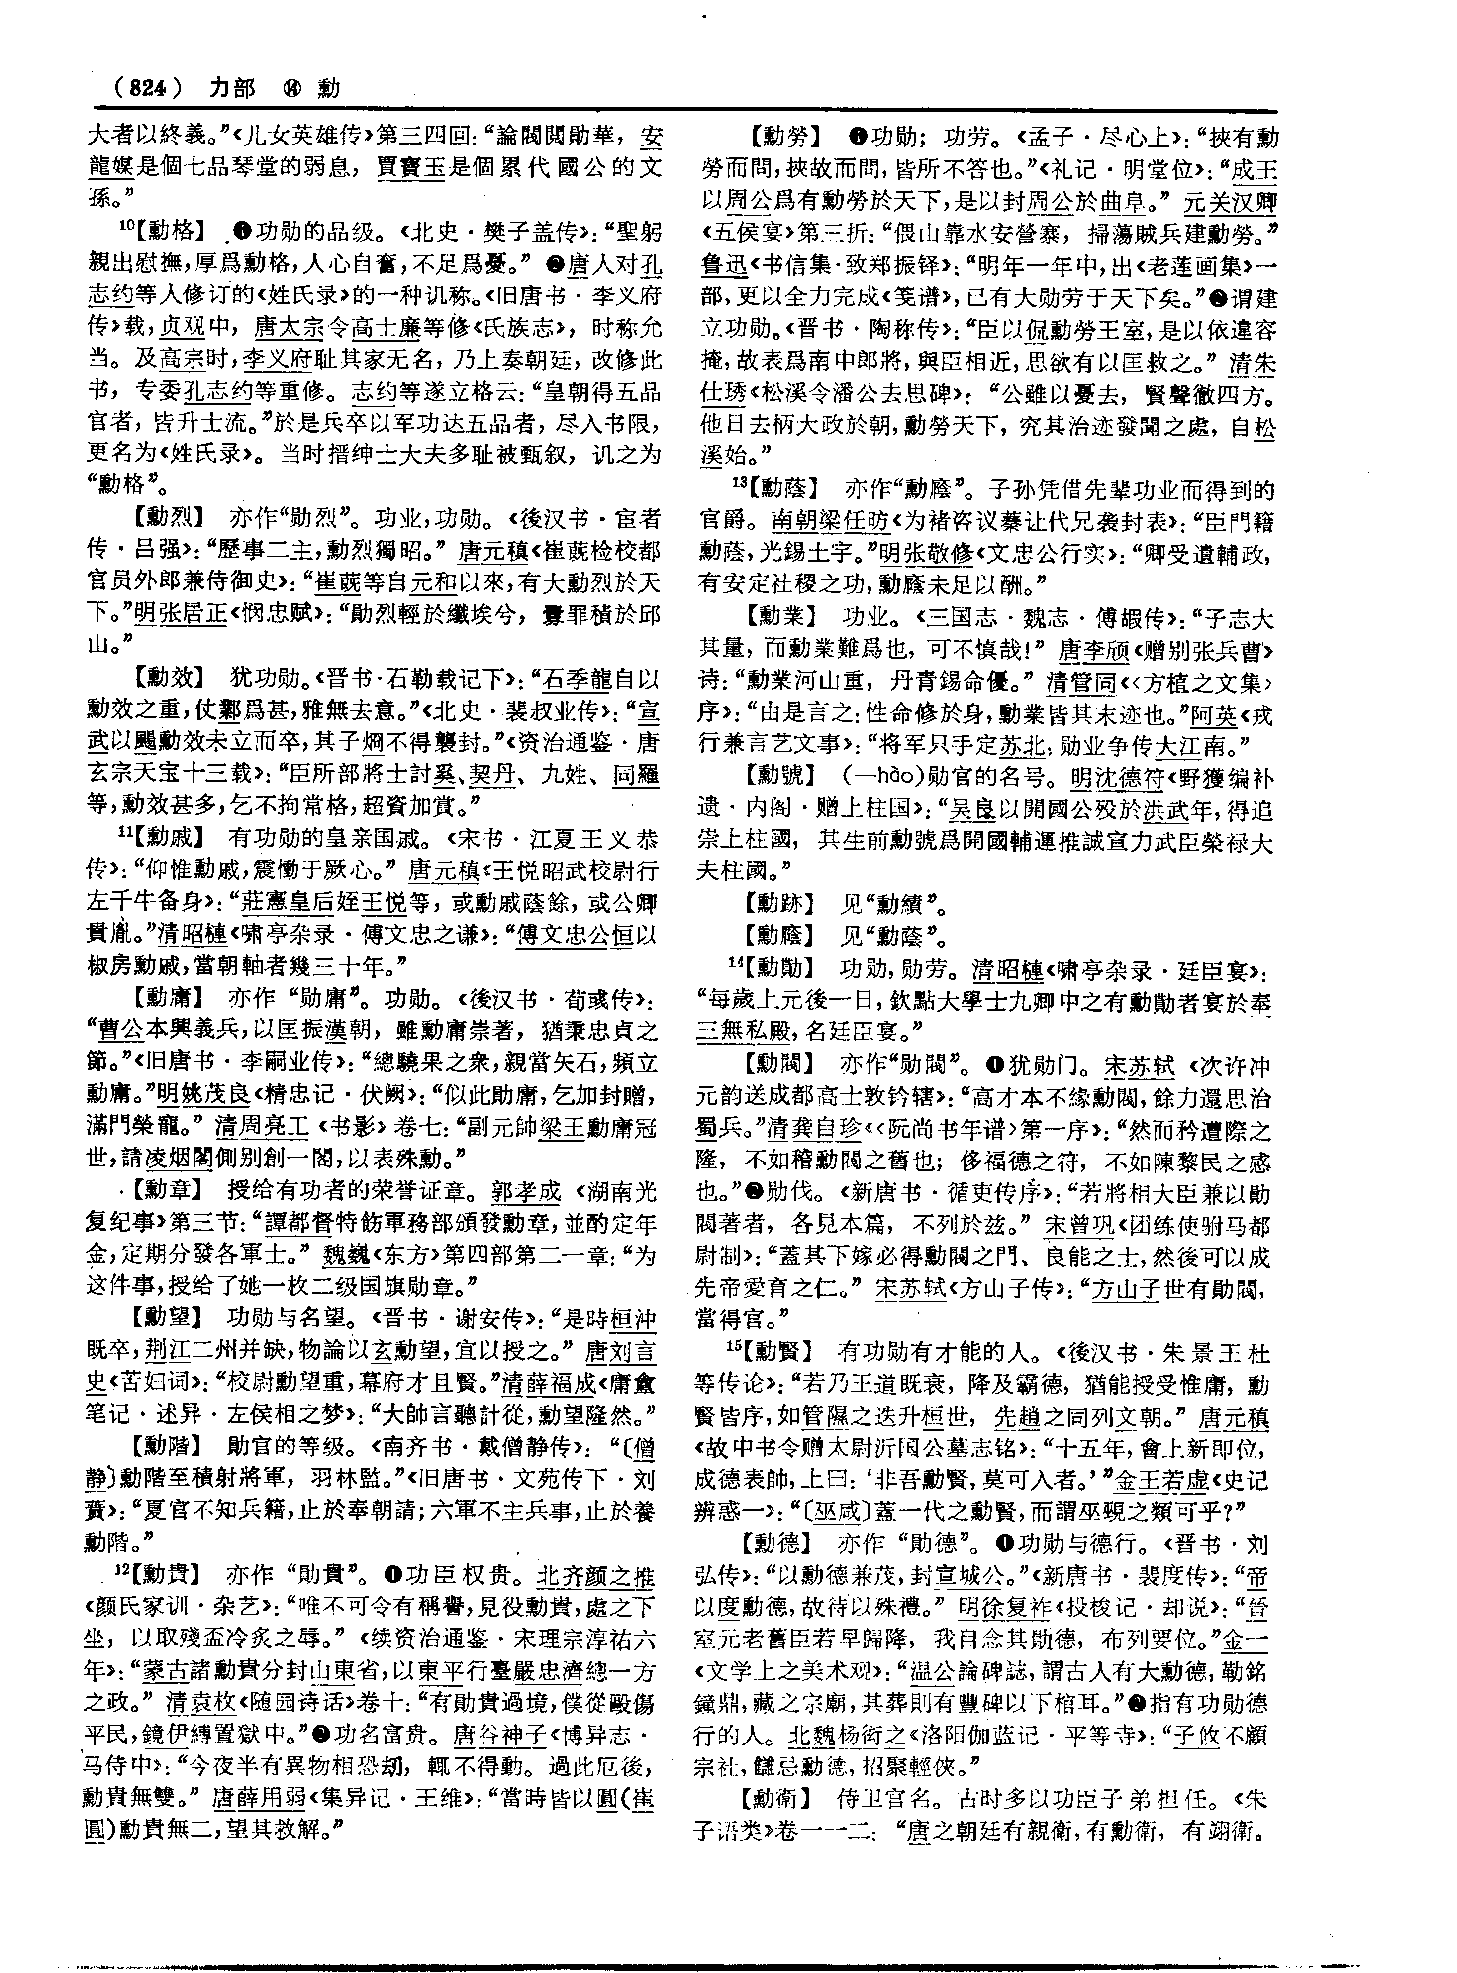 （824） 力部 ⑭ 勳
大者以終義。”《儿女英雄传》第三四回：“論閥閲勛華，安
龍媒是個七品琴堂的弱息，賈寶玉是個累代國公的文
孫。”
10【勳格】 ❶功勋的品级。《北史·樊子盖传》：“聖躬
親出慰撫，厚爲勳格，人心自奮，不足爲憂。” ❷唐人对孔
志约等人修订的《姓氏录》的一种讥称。《旧唐书·李义府
传》载，贞观中，唐太宗令高士廉等修《氏族志》，时称允
当。及高宗时，李义府耻其家无名，乃上奏朝廷，改修此
书，专委孔志约等重修。志约等遂立格云：“皇朝得五品
官者，皆升士流。”於是兵卒以军功达五品者，尽入书限，
更名为《姓氏录》。当时搢绅士大夫多耻被甄叙，讥之为
“勳格”。
【勳烈】 亦作“勛烈”。功业，功勋。《後汉书·宦者
传·吕强》：“歷事二主，勳烈獨昭。” 唐元稹《崔蕆检校都
官员外郎兼侍御史》：“崔蕆等自元和以來，有大勳烈於天
下。”明张居正《悯忠赋》：“勛烈輕於纖埃兮，釁罪積於邱
山。”
【勳效】 犹功勋。《晋书·石勒载记下》：“石季龍自以
勳效之重，仗鄴爲甚，雅無去意。”《北史·裴叔业传》：“宣
武以颺勳效未立而卒，其子烱不得襲封。”《资治通鉴·唐
玄宗天宝十三载》：“臣所部將士討奚、契丹、九姓、同羅
等，勳效甚多，乞不拘常格，超資加賞。”
11【勳戚】 有功勋的皇亲国戚。《宋书·江夏王义恭
传》：“仰惟勳戚，震慟于厥心。” 唐元稹《王悦昭武校尉行
左千牛备身》：“莊憲皇后姪王悦等，或勳戚蔭餘，或公卿
貴胤。”清昭槤《啸亭杂录·傅文忠之谦》：“傅文忠公恒以
椒房勳戚，當朝軸者幾三十年。”
【勳庸】 亦作“勛庸”。功勋。《後汉书·荀彧传》：
“曹公本興義兵，以匡振漢朝，雖勳庸崇著，猶秉忠貞之
節。”《旧唐书·李嗣业传》：“總驍果之衆，親當矢石，頻立
勳庸。”明姚茂良《精忠记·伏阙》：“似此勛庸，乞加封贈，
滿門榮寵。” 清周亮工《书影》卷七：“副元帥梁王勳庸冠
世，請凌烟閣側别創一閣，以表殊勳。”
【勳章】 授给有功者的荣誉证章。郭孝成《湖南光
复纪事》第三节：“譚都督特飭軍務部頒發勳章，並酌定年
金，定期分發各軍士。” 魏巍《东方》第四部第二一章：“为
这件事，授给了她一枚二级国旗勋章。”
【勳望】 功勋与名望。《晋书·谢安传》：“是時桓沖
既卒，荆江二州并缺，物論以玄勳望，宜以授之。” 唐刘言
史《苦妇词》：“校尉勳望重，幕府才且賢。”清薛福成《庸盦
笔记·述异·左侯相之梦》：“大帥言聽計從，勳望隆然。”
【勳階】 勛官的等级。《南齐书·戴僧静传》：“〔僧
静〕勳階至積射將軍，羽林監。”《旧唐书·文苑传下·刘
蕡》：“夏官不知兵籍，止於奉朝請；六軍不主兵事，止於養
勳階。”
12【勳貴】 亦作“勛貴”。❶功臣权贵。北齐颜之推
《颜氏家训·杂艺》：“唯不可令有稱譽，見役勳貴，處之下
坐，以取殘盃冷炙之辱。”《续资治通鉴·宋理宗淳祐六
年》：“蒙古諸勳貴分封山東省，以東平行臺嚴忠濟總一方
之政。” 清袁枚《随园诗话》卷十：“有勛貴過境，僕從毆傷
平民，鏡伊縛置獄中。”❷功名富贵。唐谷神子《博异志·
马侍中》：“今夜半有異物相恐刼，輒不得動。過此厄後，
勳貴無雙。” 唐薛用弱《集异记·王维》：“當時皆以圓（崔
圓）勳貴無二，望其救解。”
【勳勞】 ❶功勋；功劳。《孟子·尽心上》：“挾有勳
勞而問，挾故而問，皆所不答也。”《礼记·明堂位》：“成王
以周公爲有勳勞於天下，是以封周公於曲阜。” 元关汉卿
《五侯宴》第三折：“偎山靠水安營寨，掃蕩賊兵建勳勞。”
鲁迅《书信集·致郑振铎》：“明年一年中，出《老莲画集》一
部，更以全力完成《笺谱》，已有大勋劳于天下矣。”❷谓建
立功勋。《晋书·陶称传》：“臣以侃勳勞王室，是以依違容
掩，故表爲南中郎將，與臣相近，思欲有以匡救之。” 清朱
仕琇《松溪令潘公去思碑》：“公雖以憂去，賢聲徹四方。
他日去柄大政於朝，勳勞天下，究其治迹發聞之處，自松
溪始。”
13【勳蔭】 亦作“勳廕”。子孙凭借先辈功业而得到的
官爵。南朝梁任昉《为褚咨议蓁让代兄袭封表》：“臣門籍
勳蔭，光錫土宇。”明张敬修《文忠公行实》：“卿受遺輔政，
有安定社稷之功，勳廕未足以酬。”
【勳業】 功业。《三国志·魏志·傅嘏传》：“子志大
其量，而勳業難爲也，可不慎哉！” 唐李颀《赠别张兵曹》
诗：“勳業河山重，丹青錫命優。” 清管同《〈方植之文集〉
序》：“由是言之：性命修於身，勳業皆其末迹也。”阿英《戎
行兼言艺文事》：“将军只手定苏北，勋业争传大江南。”
【勳號】 （—hào）勋官的名号。明沈德符《野獲编补
遗·内阁·赠上柱国》：“吴良以開國公殁於洪武年，得追
崇上柱國，其生前勳號爲開國輔運推誠宣力武臣榮禄大
夫柱國。”
【勳跡】 见“勳績”。
【勳廕】 见“勳蔭”。
14【勳勩】 功勋，勋劳。清昭槤《啸亭杂录·廷臣宴》：
“每歲上元後一日，欽點大學士九卿中之有勳勩者宴於奉
三無私殿，名廷臣宴。”
【勳閥】 亦作“勛閥”。❶犹勋门。宋苏轼《次许冲
元韵送成都高士敦钤辖》：“高才本不緣勳閥，餘力還思治
蜀兵。”清龚自珍《〈阮尚书年谱〉第一序》：“然而矜遭際之
隆，不如稽勳閥之舊也；侈福德之符，不如陳黎民之感
也。”❷勋伐。《新唐书·循吏传序》：“若將相大臣兼以勛
閥著者，各見本篇，不列於兹。” 宋曾巩《团练使驸马都
尉制》：“蓋其下嫁必得勳閥之門、良能之士，然後可以成
先帝愛育之仁。” 宋苏轼《方山子传》：“方山子世有勛閥，
當得官。”
15【勳賢】 有功勋有才能的人。《後汉书·朱景王杜
等传论》：“若乃王道既衰，降及霸德，猶能授受惟庸，勳
賢皆序，如管隰之迭升桓世，先趙之同列文朝。” 唐元稹
《故中书令赠太尉沂国公墓志铭》：“十五年，會上新即位，
成德表帥，上曰：‘非吾勳賢，莫可入者。’”金王若虚《史记
辨惑一》：“〔巫咸〕蓋一代之勳賢，而謂巫覡之類可乎？”
【勳德】 亦作“勛德”。❶功勋与德行。《晋书·刘
弘传》：“以勳德兼茂，封宣城公。”《新唐书·裴度传》：“帝
以度勳德，故待以殊禮。” 明徐复祚《投梭记·却说》：“晉
室元老舊臣若早歸降，我自念其勛德，布列要位。”金一
《文学上之美术观》：“温公論碑誌，謂古人有大勳德，勒銘
鐘鼎，藏之宗廟，其葬則有豐碑以下棺耳。”❷指有功勋德
行的人。北魏杨衒之《洛阳伽蓝记·平等寺》：“子攸不顧
宗社，讎忌勳德，招聚輕俠。”
【勳衛】 侍卫官名。古时多以功臣子弟担任。《朱
子语类》卷一一二：“唐之朝廷有親衛，有勳衛，有翊衛。